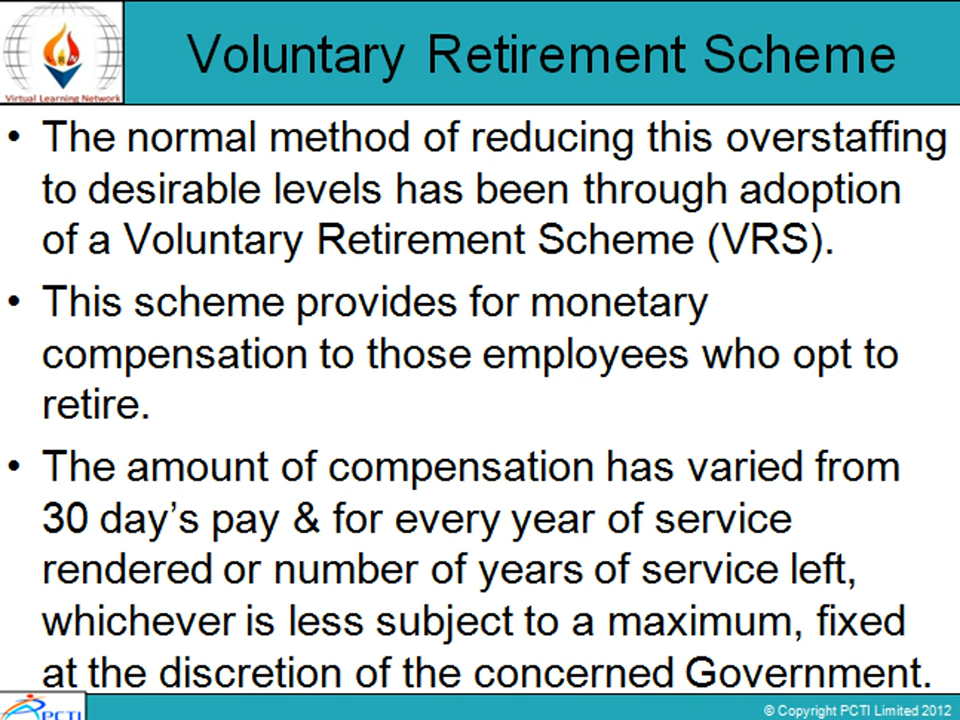 Voluntary Retirement Scheme
Virtual Learning Network
• The normal method of reducing this overstaffing
to desirable levels has been through adoption
of a Voluntary Retirement Scheme (VRS).
• This scheme provides for monetary
compensation to those employees who opt to
retire.
• The amount of compensation has varied from
30 day’s pay & for every year of service
rendered or number of years of service left,
whichever is less subject to a maximum, fixed
at the discretion of the concerned Government.
PCTI
© Copyright PCTI Limited 2012